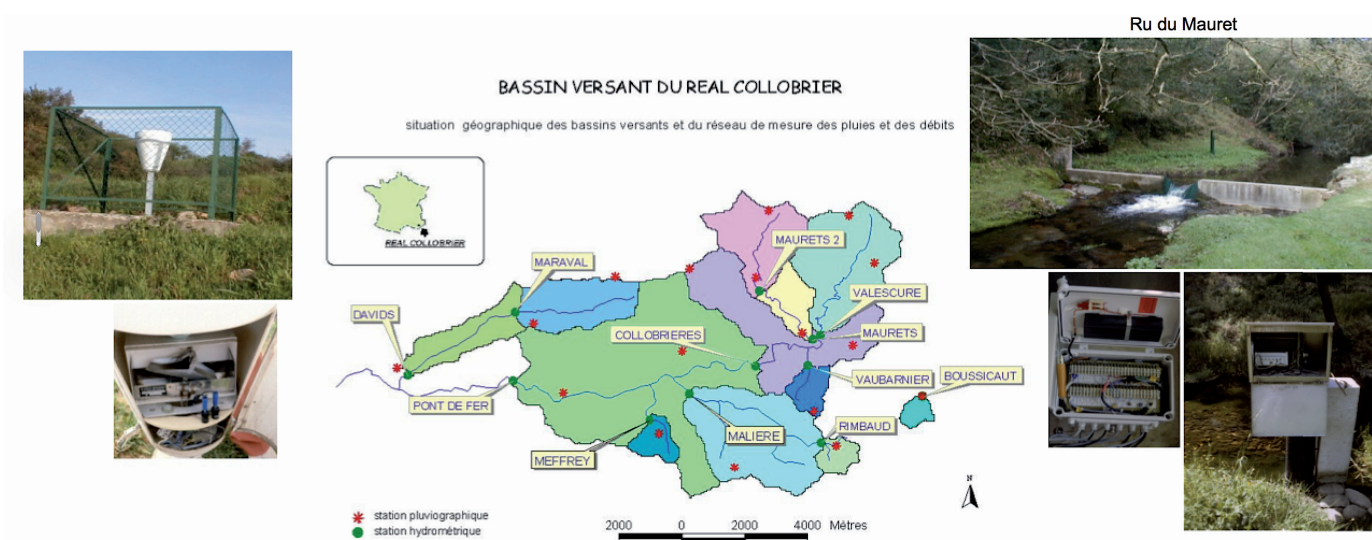 Ru du Mauret
BASSIN VERSANT DU REAL COLLOBRIER
situation géographique des bassins versants et du réseau de mesure des pluies et des débits
REAL COLLOBRIER
MAURETS 2
MARAVAL
VALESCURE
DAVIDS
COLLOBRIERES
MAURETS
VAUBARNIER
BOUSSICAUT
PONT DE FER
RIMBAUD
MALIERE
MEFFREY
N
station pluviographique
station hydrométrique
2000 0 2000 4000 Mètres